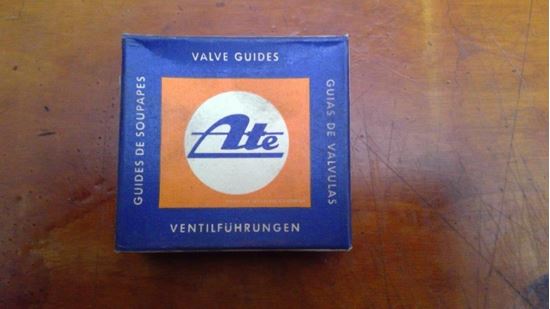 VALVE GUIDES
GUIDES DE SOUPAPES
GUIAS DE VALVULAS
Ate
VENTILFÜHRUNGEN